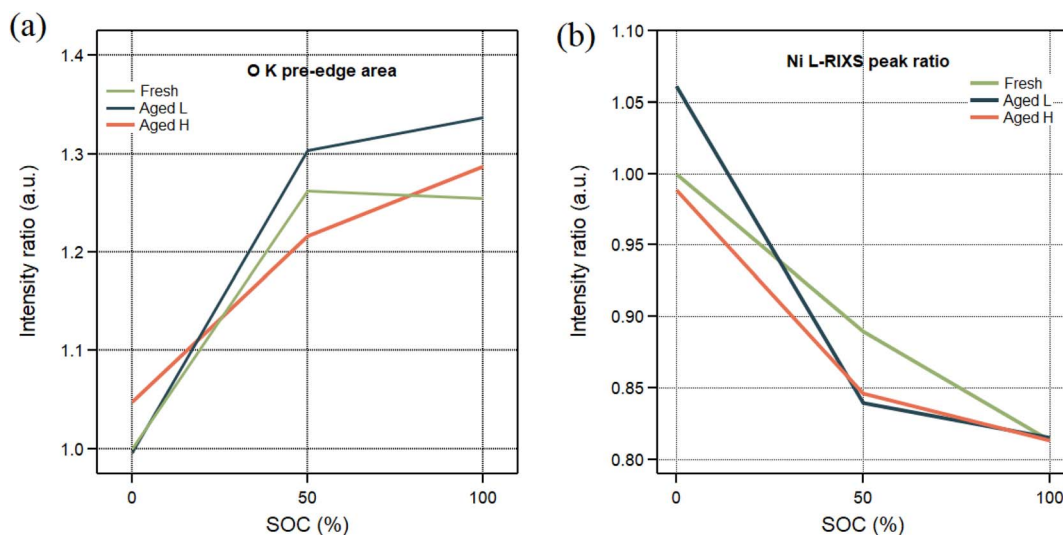 (a)
O K pre-edge area
Fresh
Aged L
Aged H
Intensity ratio (a.u.)
1.4
1.3
1.2
1.1
1.0
0
50
100
SOC (%)
(b)
Ni L-RIXS peak ratio
Fresh
Aged L
Aged H
Intensity ratio (a.u.)
1.10
1.05
1.00
0.95
0.90
0.85
0.80
0
50
100
SOC (%)